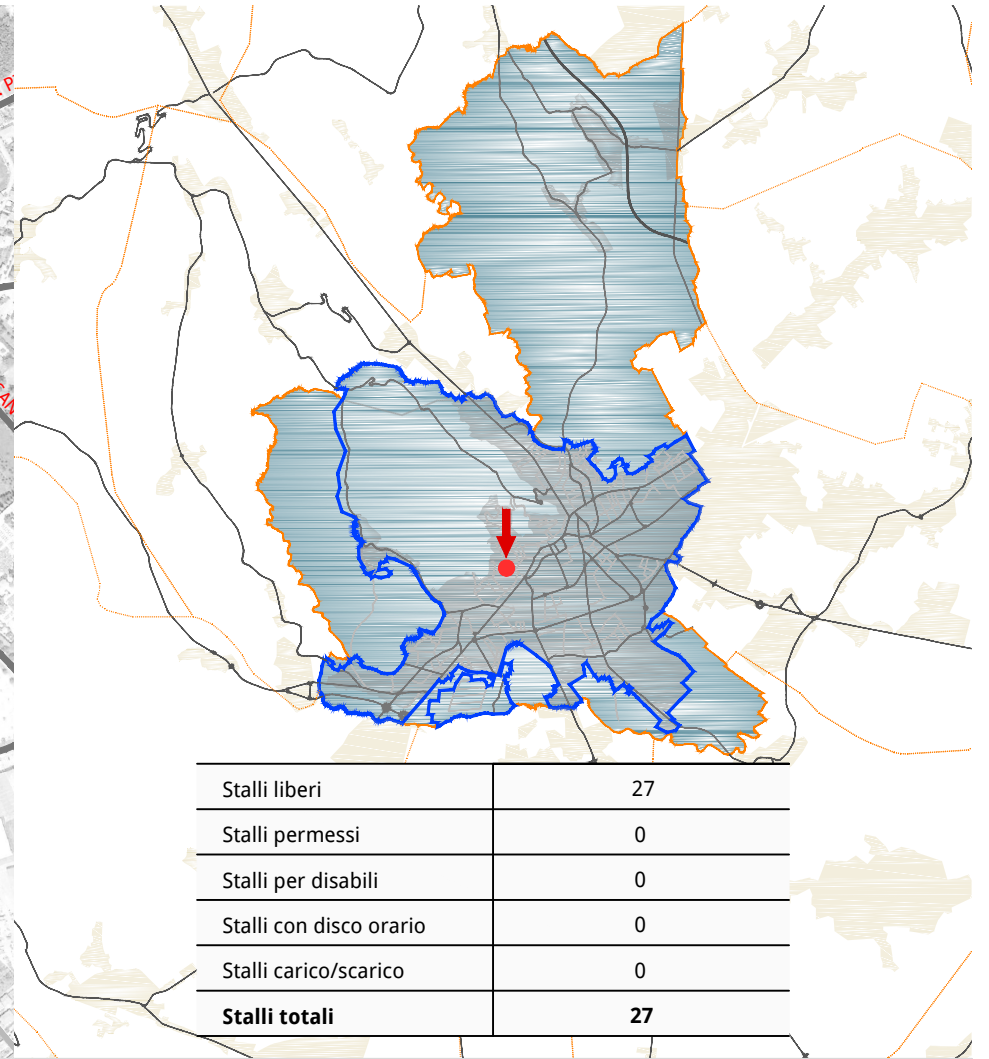 Stalli liberi 27
Stalli permessi 0
Stalli per disabili 0
Stalli con disco orario 0
Stalli carico/scarico 0
Stalli totali 27